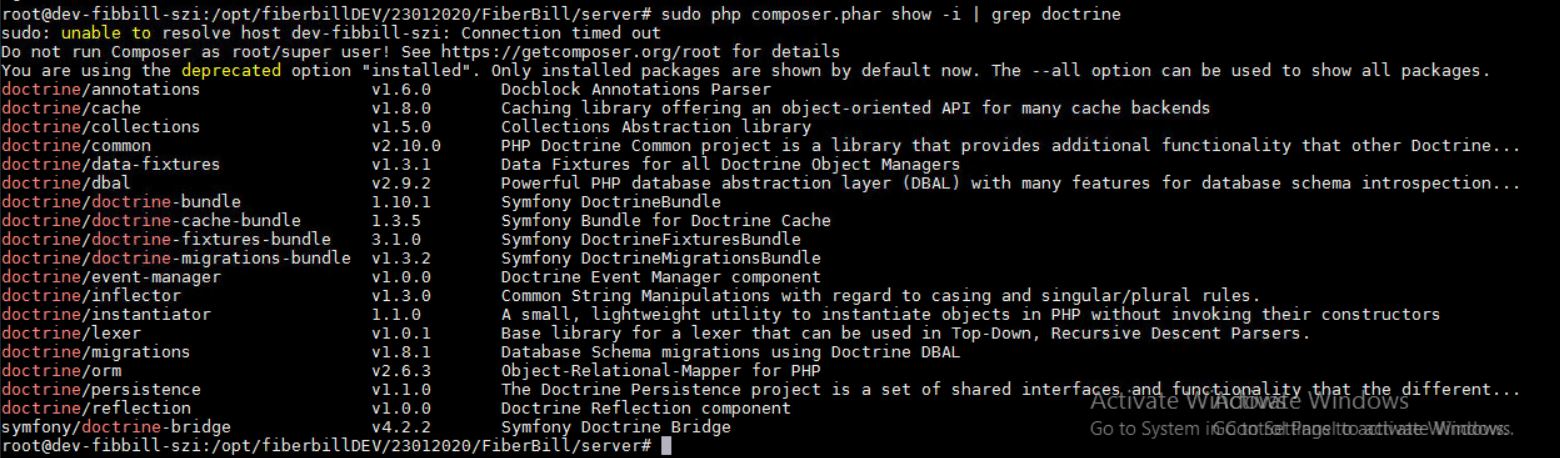 root@dev-fibbill-szi:/opt/fiberbillDEV/23012020/FiberBill/server# sudo php composer.phar show -i | grep doctrine
sudo: unable to resolve host dev-fibbill-szi: Connection timed out
Do not run Composer as root/super user! See https://getcomposer.org/root for details
You are using the deprecated option "installed". Only installed packages are shown by default now. The --all option can be used to show all packages.
doctrine/annotations v1.6.0 Docblock Annotations Parser
doctrine/cache v1.8.0 Caching library offering an object-oriented API for many cache backends
doctrine/collections v1.5.0 Collections Abstraction library
doctrine/common v2.10.0 PHP Doctrine Common project is a library that provides additional functionality that other Doctrine...
doctrine/data-fixtures v1.3.1 Data Fixtures for all Doctrine Object Managers
doctrine/dbal v2.9.2 Powerful PHP database abstraction layer (DBAL) with many features for database schema introspection...
doctrine/doctrine-bundle 1.10.1 Symfony DoctrineBundle
doctrine/doctrine-cache-bundle 1.3.5 Symfony Bundle for Doctrine Cache
doctrine/doctrine-fixtures-bundle 3.1.0 Symfony DoctrineFixturesBundle
doctrine/doctrine-migrations-bundle v1.3.2 Symfony DoctrineMigrationsBundle
doctrine/event-manager v1.0.0 Doctrine Event Manager component
doctrine/inflector v1.3.0 Common String Manipulations with regard to casing and singular/plural rules.
doctrine/instantiator 1.1.0 A small, lightweight utility to instantiate objects in PHP without invoking their constructors
doctrine/lexer v1.0.1 Base library for a lexer that can be used in Top-Down, Recursive Descent Parsers.
doctrine/migrations v1.8.1 Database Schema migrations using Doctrine DBAL
doctrine/orm v2.6.3 Object-Relational-Mapper for PHP
doctrine/persistence v1.1.0 The Doctrine Persistence project is a set of shared interfaces and functionality that the different...
doctrine/reflection v1.0.0 Doctrine Reflection component
symfony/doctrine-bridge v4.2.2 Symfony Doctrine Bridge
root@dev-fibbill-szi:/opt/fiberbillDEV/23012020/FiberBill/server#
Activate Windows
Activate Windows
Go to System in Control Panel to activate Windows.
Go to Settings to activate Windows.